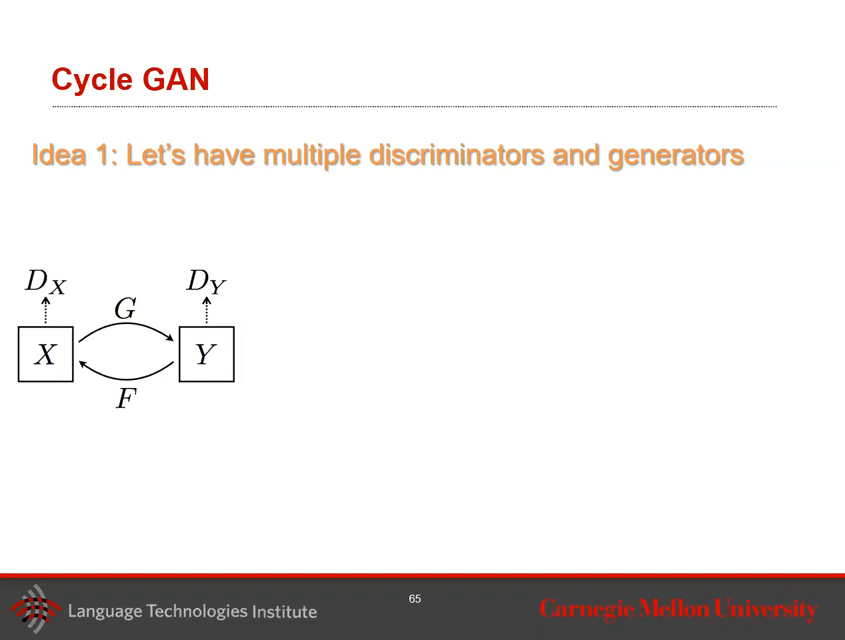 Cycle GAN
Idea 1: Let's have multiple discriminators and generators
D_X D_Y
G
X Y
F
Language Technologies Institute
65
Carnegie Mellon University